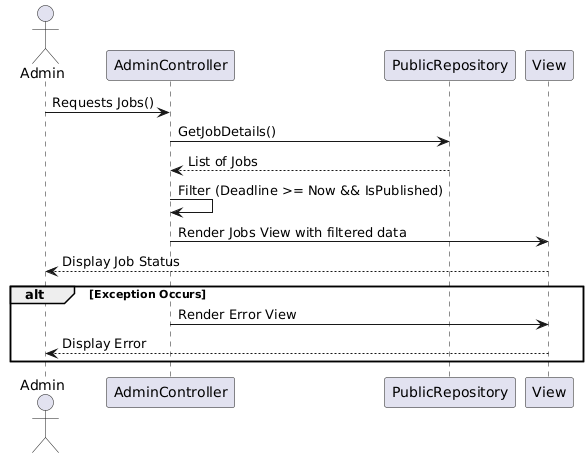 Admin
AdminController
PublicRepository
View
Requests Jobs()
GetJobDetails()
List of Jobs
Filter (Deadline >= Now && IsPublished)
Render Jobs View with filtered data
Display Job Status
alt
[Exception Occurs]
Render Error View
Display Error
Admin
AdminController
PublicRepository
View